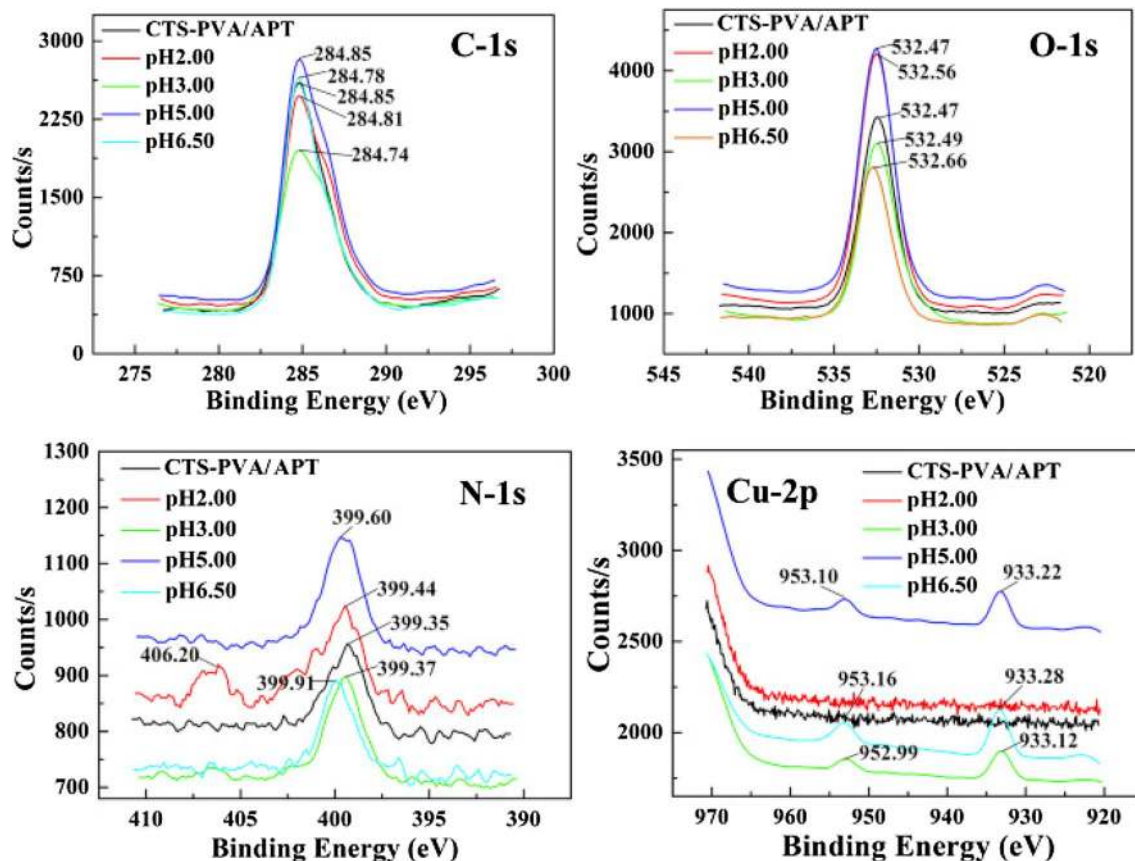 CTS-PVA/APT
pH2.00
pH3.00
pH5.00
pH6.50
C-1s
284.85
284.78
284.85
284.81
284.74
3000
2250
1500
750
0
Counts/s
275 280 285 290 295 300
Binding Energy (eV)
CTS-PVA/APT
pH2.00
pH3.00
pH5.00
pH6.50
O-1s
532.47
532.56
532.47
532.49
532.66
4000
3000
2000
1000
Counts/s
545 540 535 530 525 520
Binding Energy (eV)
CTS-PVA/APT
pH2.00
pH3.00
pH5.00
pH6.50
N-1s
399.60
399.44
399.35
399.37
406.20
399.91
1300
1200
1100
1000
900
800
700
Counts/s
410 405 400 395 390
Binding Energy (eV)
CTS-PVA/APT
pH2.00
pH3.00
pH5.00
pH6.50
Cu-2p
953.10
933.22
953.16
933.28
952.99
933.12
3500
3000
2500
2000
Counts/s
970 960 950 940 930 920
Binding Energy (eV)